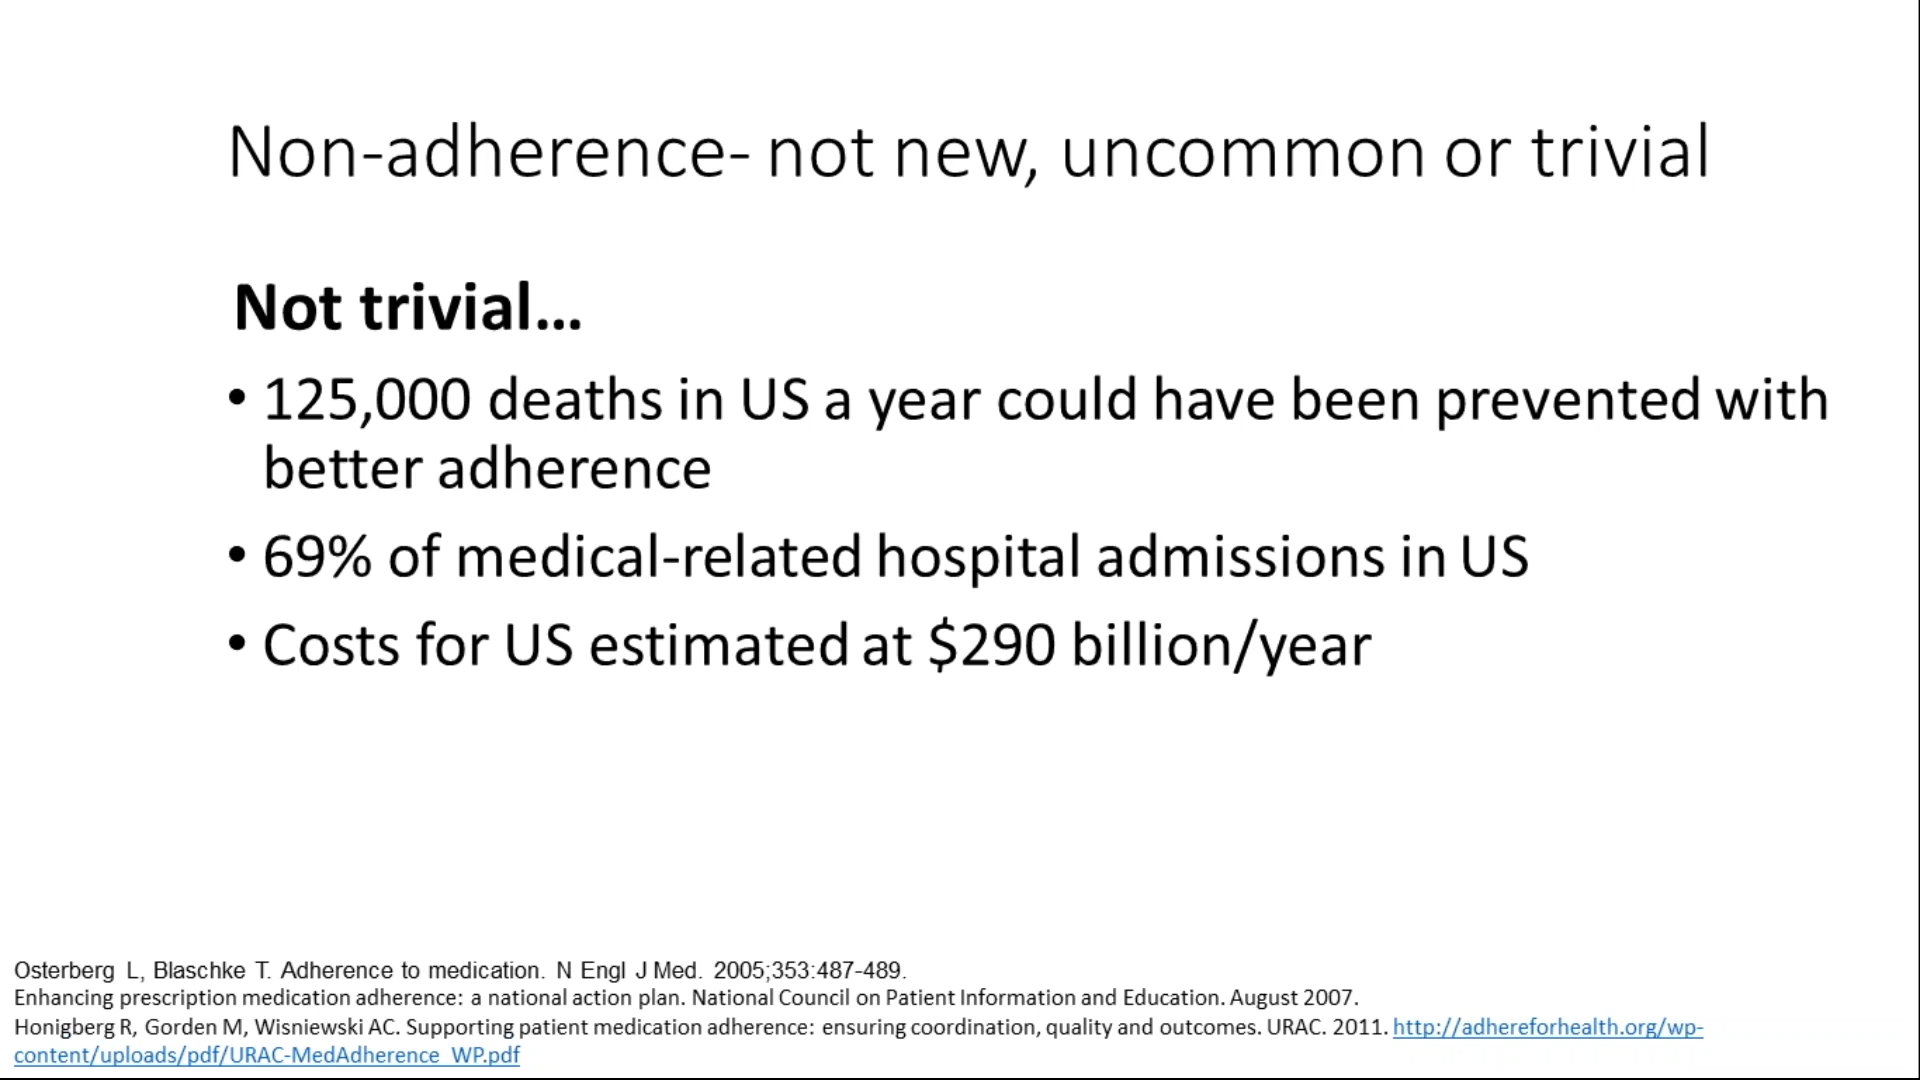 Non-adherence- not new, uncommon or trivial
Not trivial...
• 125,000 deaths in US a year could have been prevented with
better adherence
• 69% of medical-related hospital admissions in US
• Costs for US estimated at $290 billion/year
Osterberg L, Blaschke T. Adherence to medication. N Engl J Med. 2005;353:487-489.
Enhancing prescription medication adherence: a national action plan. National Council on Patient Information and Education. August 2007.
Honigberg R, Gorden M, Wisniewski AC. Supporting patient medication adherence: ensuring coordination, quality and outcomes. URAC. 2011. http://adhereforhealth.org/wp-
content/uploads/pdf/URAC-MedAdherence_WP.pdf